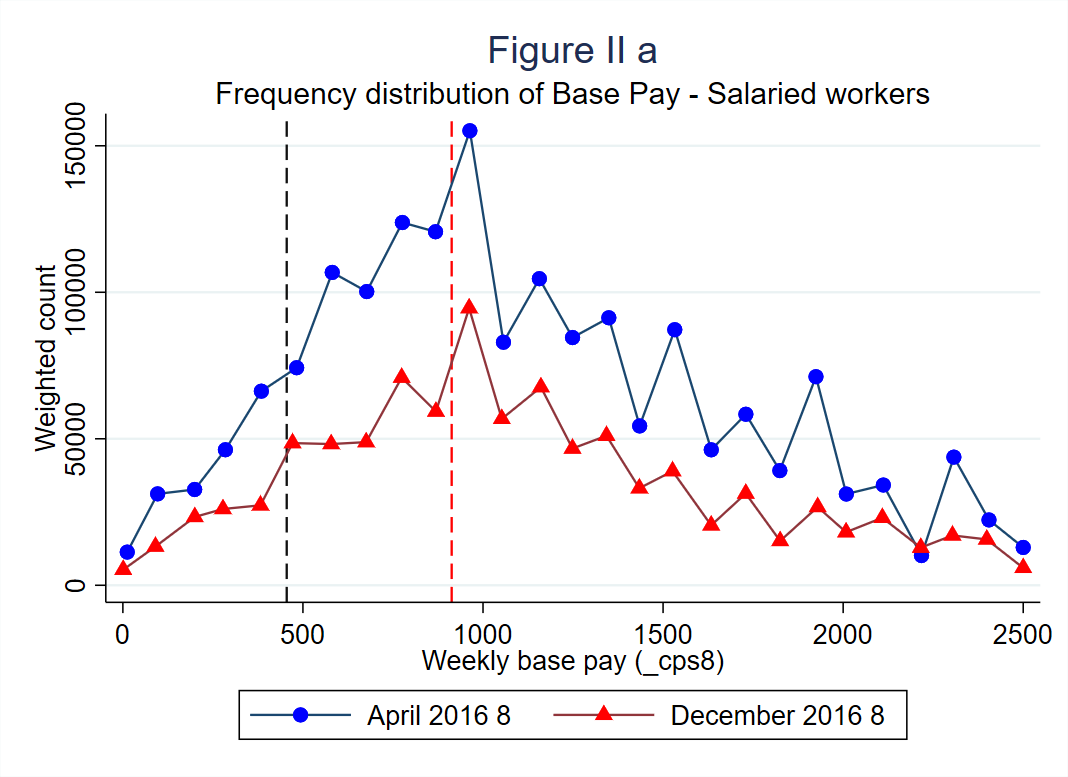 Figure II a
Frequency distribution of Base Pay - Salaried workers
Weighted count
150000
100000
50000
0
0 500 1000 1500 2000 2500
Weekly base pay (_cps8)
April 2016 8 December 2016 8